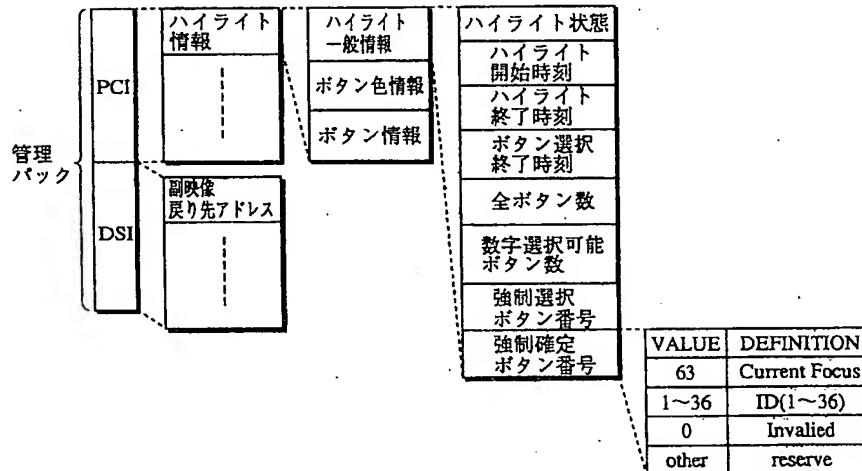 管理
パック
PCI
DSI
ハイライト
情報
副映像
戻り先アドレス
ハイライト
一般情報
ボタン色情報
ボタン情報
ハイライト状態
ハイライト
開始時刻
ハイライト
終了時刻
ボタン選択
終了時刻
全ボタン数
数字選択可能
ボタン数
強制選択
ボタン番号
強制確定
ボタン番号
VALUE DEFINITION
63 Current Focus
1~36 ID(1~36)
0 Invalied
other reserve